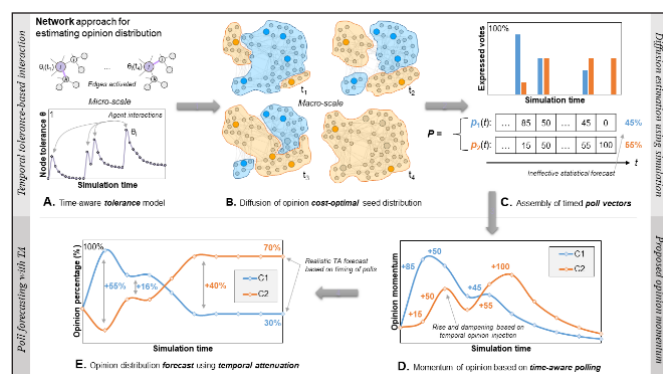 Network approach for
estimating opinion distribution
Temporal tolerance-based interaction
Edges activated
Micro-scale
Agent interactions
Node tolerance θ
1
Simulation time
A. Time-aware tolerance model
t1
t2
Macro-scale
t3
t4
B. Diffusion of opinion cost-optimal seed distribution
100%
Expressed votes
Simulation time
P =
p1(t): ... 85 50 ... 45 0 45%
p2(t): ... 15 50 ... 55 100 55%
t
Ineffective statistical forecast
C. Assembly of timed poll vectors
Diffusion estimation using simulation
Poll forecasting with TA
100%
Opinion percentage (%)
+55%
+16%
+40%
C1
C2
70%
30%
Realistic TA forecast
based on timing of polls
Simulation time
E. Opinion distribution forecast using temporal attenuation
Opinion momentum
+85
+50
+45
+100
+15
+50
+55
C1
C2
Rise and dampening based on
temporal opinion injection
Simulation time
D. Momentum of opinion based on time-aware polling
Proposed opinion momentum